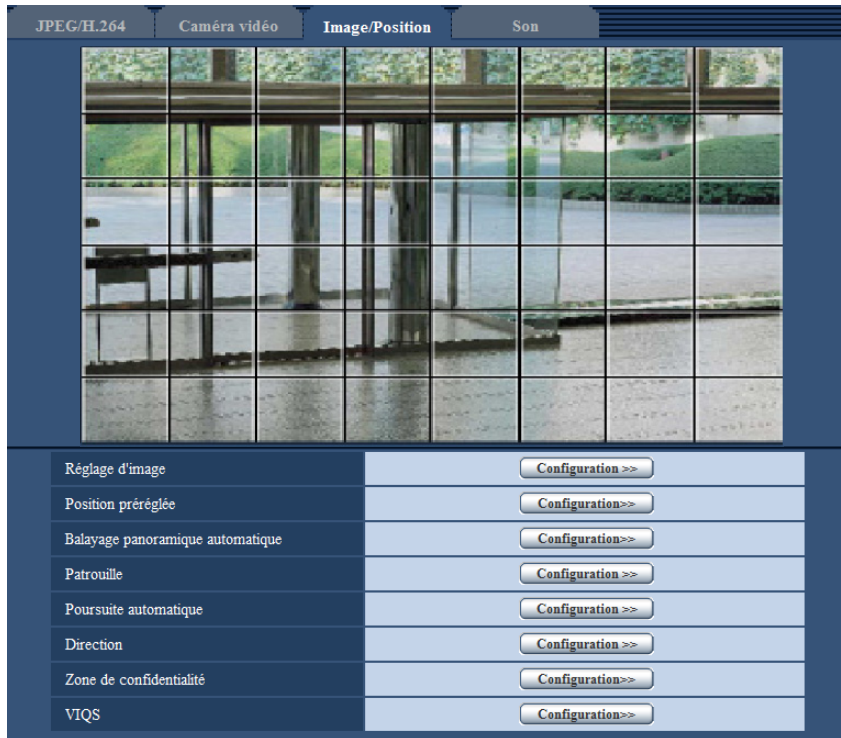 JPEG/H.264 Caméra vidéo Image/Position Son
Réglage d'image Configuration >>
Position préréglée Configuration>>
Balayage panoramique automatique Configuration>>
Patrouille Configuration >>
Poursuite automatique Configuration >>
Direction Configuration >>
Zone de confidentialité Configuration>>
VIQS Configuration>>